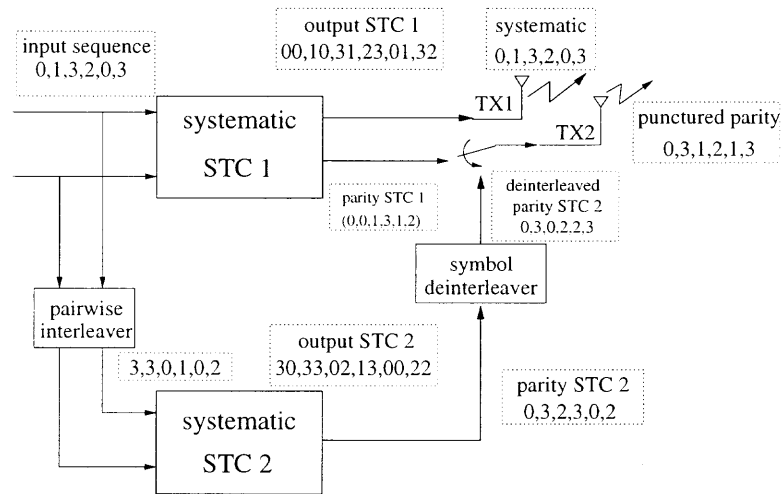 output STC 1
00,10,31,23,01,32
systematic
0,1,3,2,0,3
input sequence
0,1,3,2,0,3
TX1
TX2
punctured parity
0,3,1,2,1,3
systematic
STC 1
parity STC 1
(0,0,1,3,1,2)
deinterleaved
parity STC 2
0,3,0,2,2,3
symbol
deinterleaver
pairwise
interleaver
3,3,0,1,0,2
output STC 2
30,33,02,13,00,22
systematic
STC 2
parity STC 2
0,3,2,3,0,2